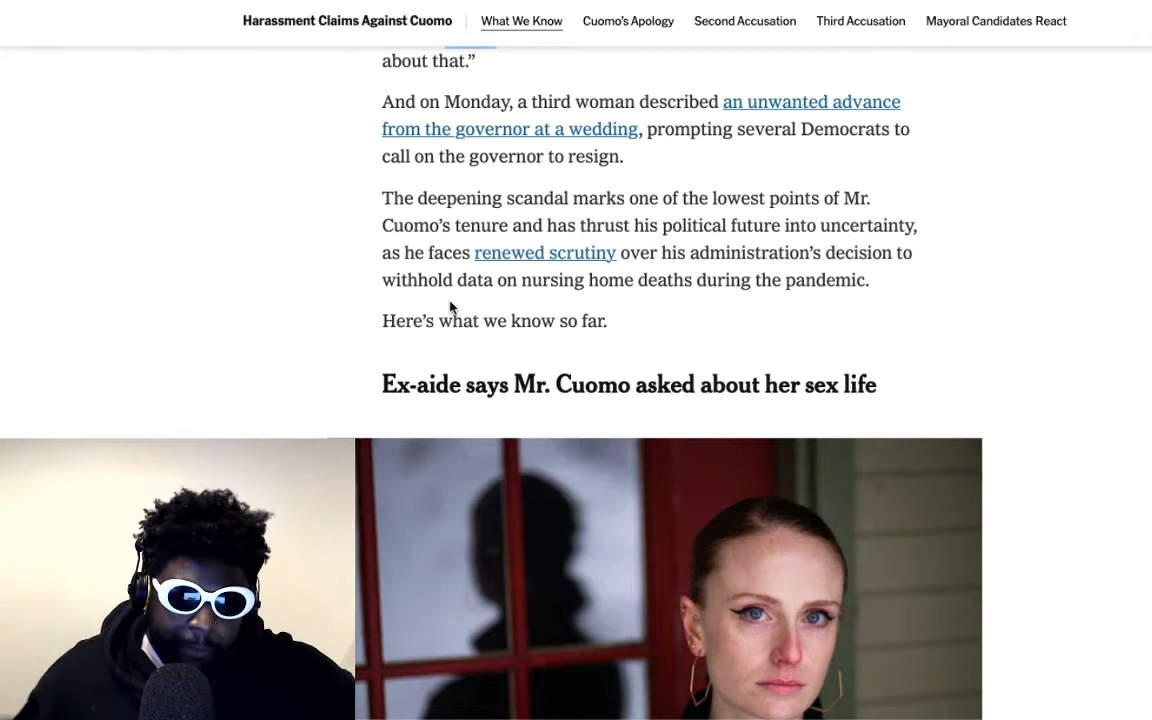 Harassment Claims Against Cuomo | What We Know Cuomo’s Apology Second Accusation Third Accusation Mayoral Candidates React
about that.”
And on Monday, a third woman described an unwanted advance
from the governor at a wedding, prompting several Democrats to
call on the governor to resign.
The deepening scandal marks one of the lowest points of Mr.
Cuomo’s tenure and has thrust his political future into uncertainty,
as he faces renewed scrutiny over his administration’s decision to
withhold data on nursing home deaths during the pandemic.
Here’s what we know so far.
Ex-aide says Mr. Cuomo asked about her sex life